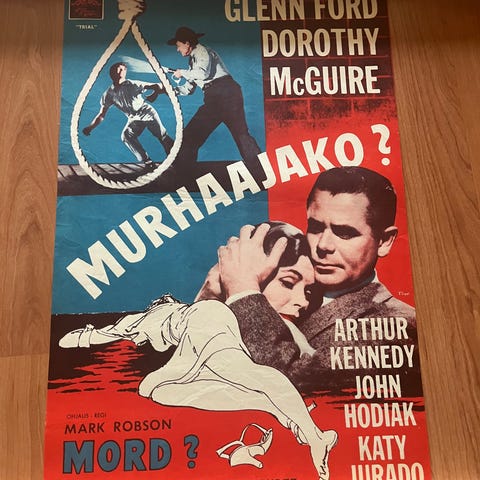 "TRIAL"
GLENN FORD
DOROTHY
McGUIRE
MURHAAJAKO?
ARTHUR
KENNEDY
JOHN
HODIAK
KATY
JURADO
OHJAUS - REGI
MARK ROBSON
MORD ?